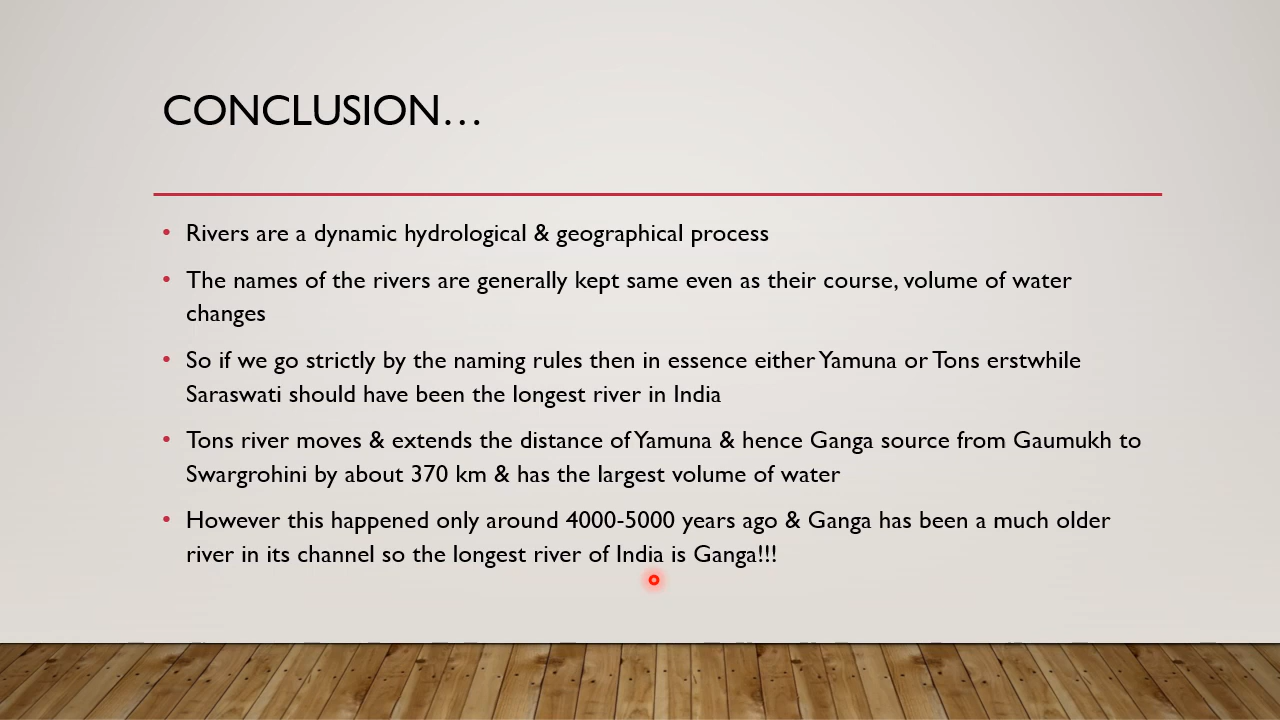 CONCLUSION...
• Rivers are a dynamic hydrological & geographical process
• The names of the rivers are generally kept same even as their course, volume of water
changes
• So if we go strictly by the naming rules then in essence either Yamuna or Tons erstwhile
Saraswati should have been the longest river in India
• Tons river moves & extends the distance of Yamuna & hence Ganga source from Gaumukh to
Swargrohini by about 370 km & has the largest volume of water
• However this happened only around 4000-5000 years ago & Ganga has been a much older
river in its channel so the longest river of India is Ganga!!!